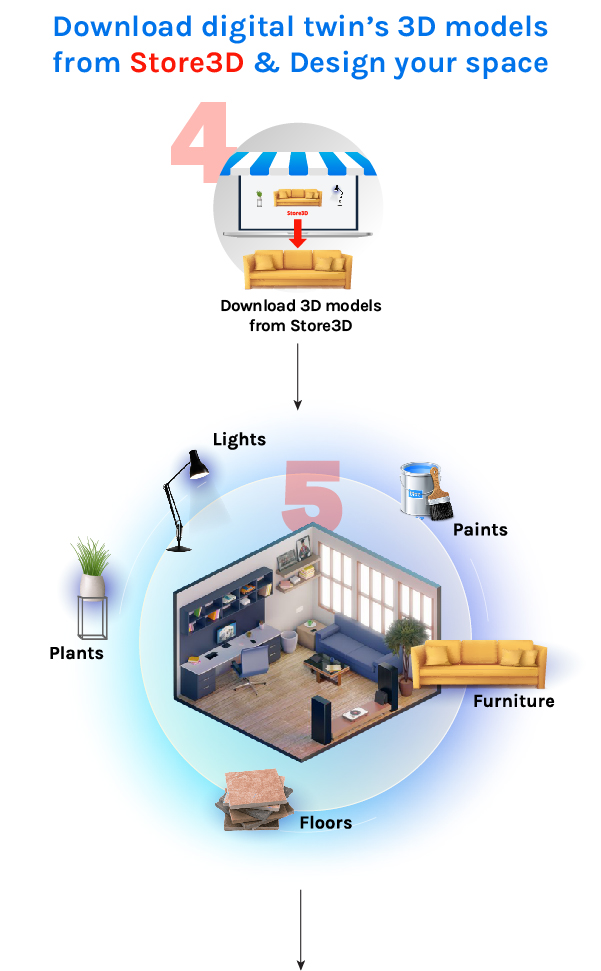 Download digital twin’s 3D models
from Store3D & Design your space
4
Store3D
Download 3D models
from Store3D
Lights
5
Paints
Plants
Furniture
Floors